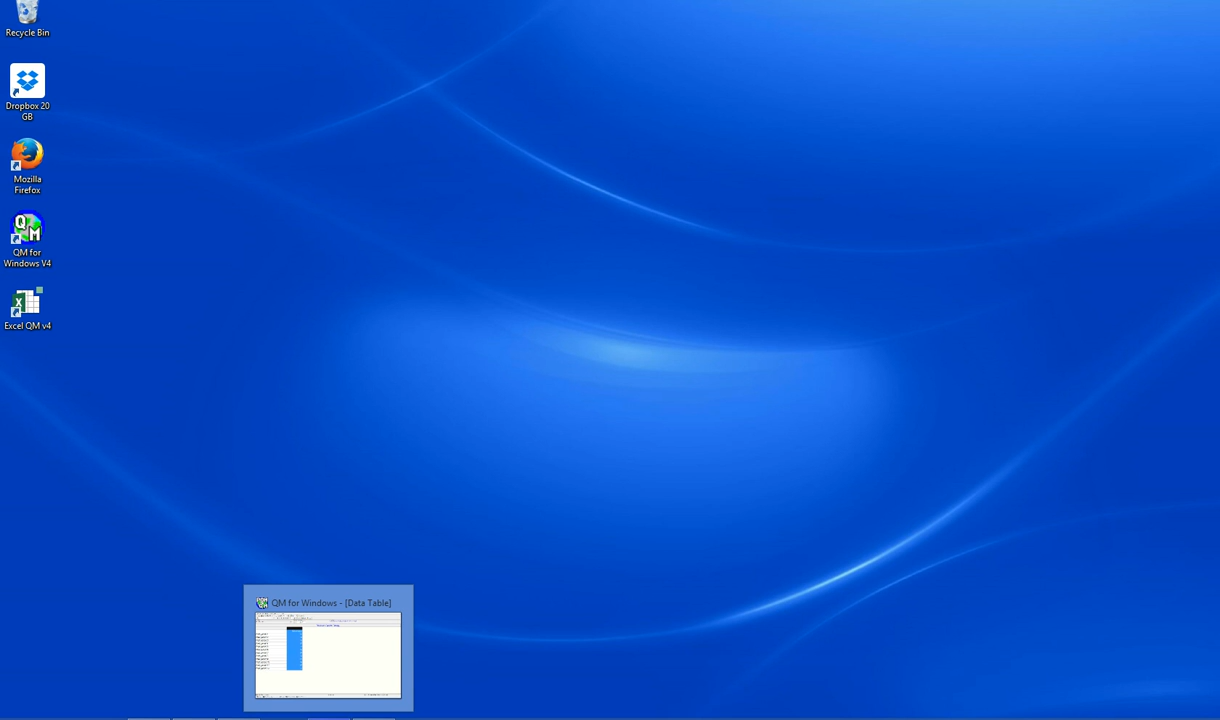 Recycle Bin
Dropbox 20
GB
Mozilla
Firefox
QM for
Windows V4
Excel QM v4
QM for Windows - [Data Table]